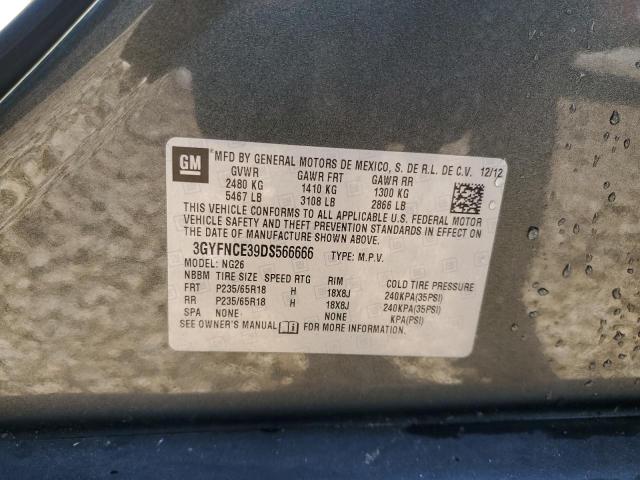 GM
MFD BY GENERAL MOTORS DE MEXICO, S. DE R.L. DE C.V. 12/12
GVWR GAWR FRT GAWR RR
2480 KG 1410 KG 1300 KG
5467 LB 3108 LB 2866 LB
THIS VEHICLE CONFORMS TO ALL APPLICABLE U.S. FEDERAL MOTOR
VEHICLE SAFETY AND THEFT PREVENTION STANDARDS IN EFFECT ON
THE DATE OF MANUFACTURE SHOWN ABOVE.
3GYFNCE39DS566666 TYPE: M.P.V.
MODEL: NG26
NBBM TIRE SIZE SPEED RTG RIM COLD TIRE PRESSURE
FRT P235/65R18 H 18X8J 240KPA(35PSI)
RR P235/65R18 H 18X8J 240KPA(35PSI)
SPA NONE NONE KPA(PSI)
SEE OWNER'S MANUAL FOR MORE INFORMATION.